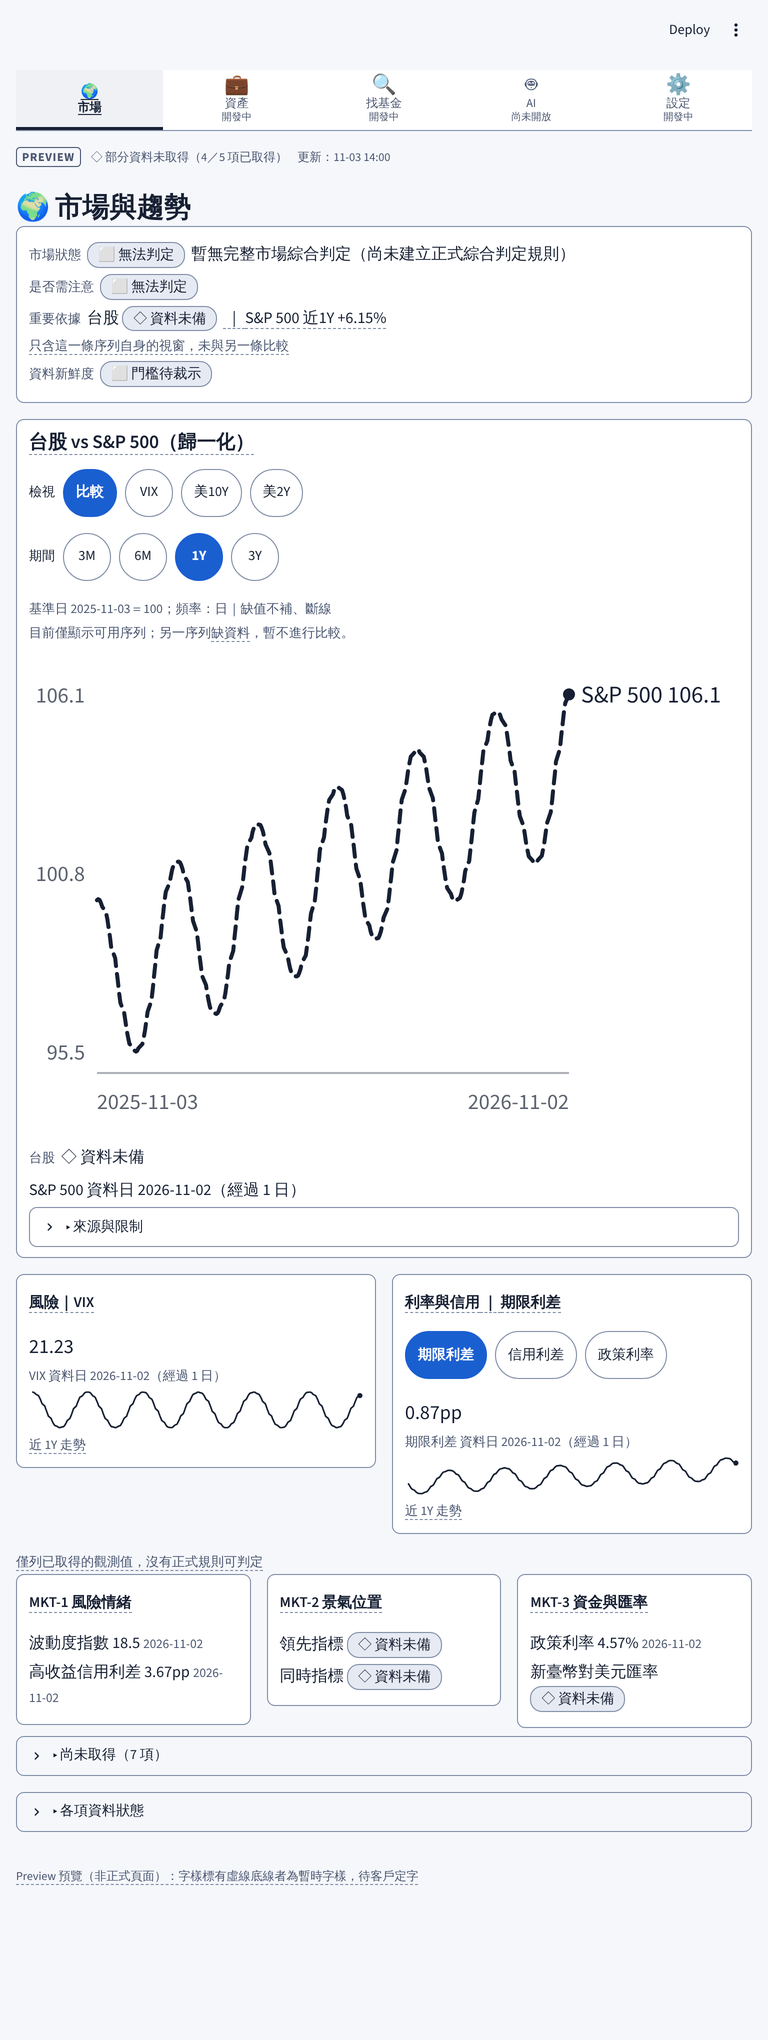 Deploy
市場
資產
開發中
找基金
開發中
AI
尚未開放
設定
開發中
PREVIEW ◇ 部分資料未取得（4／5 項已取得） 更新：11-03 14:00
市場與趨勢
市場狀態 無法判定 暫無完整市場綜合判定（尚未建立正式綜合判定規則）
是否需注意 無法判定
重要依據 台股 ◇ 資料未備 ｜ S&P 500 近1Y +6.15%
只含這一條序列自身的視窗，未與另一條比較
資料新鮮度 門檻待裁示
台股 vs S&P 500（歸一化）
檢視 比較 VIX 美10Y 美2Y
期間 3M 6M 1Y 3Y
基準日 2025-11-03＝100；頻率：日｜缺值不補、斷線
目前僅顯示可用序列；另一序列缺資料，暫不進行比較。
106.1
S&P 500 106.1
100.8
95.5
2025-11-03 2026-11-02
台股 ◇ 資料未備
S&P 500 資料日 2026-11-02（經過 1 日）
▸ 來源與限制
風險｜VIX
21.23
VIX 資料日 2026-11-02（經過 1 日）
近 1Y 走勢
利率與信用 ｜ 期限利差
期限利差 信用利差 政策利率
0.87pp
期限利差 資料日 2026-11-02（經過 1 日）
近 1Y 走勢
僅列已取得的觀測值，沒有正式規則可判定
MKT-1 風險情緒
波動度指數 18.5 2026-11-02
高收益信用利差 3.67pp 2026-
11-02
MKT-2 景氣位置
領先指標 ◇ 資料未備
同時指標 ◇ 資料未備
MKT-3 資金與匯率
政策利率 4.57% 2026-11-02
新臺幣對美元匯率
◇ 資料未備
▸ 尚未取得（7 項）
▸ 各項資料狀態
Preview 預覽（非正式頁面）：字樣標有虛線底線者為暫時字樣，待客戶定字